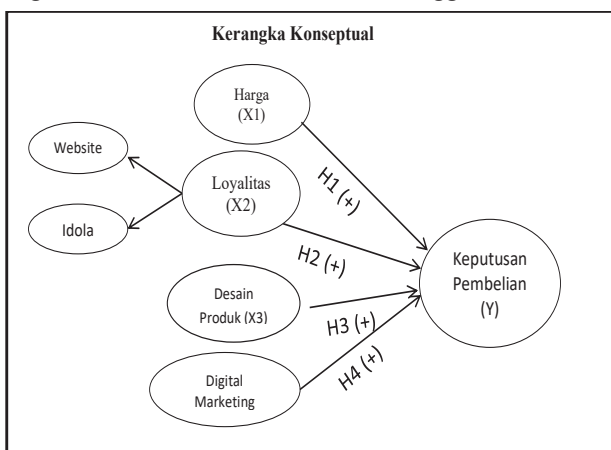 Kerangka Konseptual
Harga
(X1)
Website
Loyalitas
(X2)
Idola
Desain
Produk (X3)
Digital
Marketing
H1 (+)
H2 (+)
H3 (+)
H4 (+)
Keputusan
Pembelian
(Y)